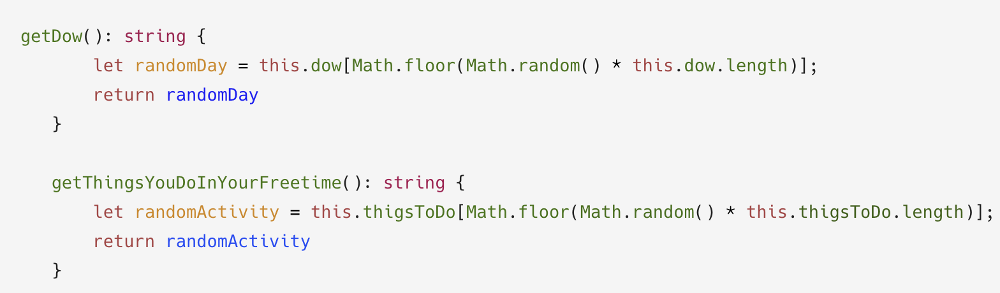 getDow(): string {
let randomDay = this.dow[Math.floor(Math.random() * this.dow.length)];
return randomDay
}
getThingsYouDoInYourFreetime(): string {
let randomActivity = this.thigsToDo[Math.floor(Math.random() * this.thigsToDo.length)];
return randomActivity
}